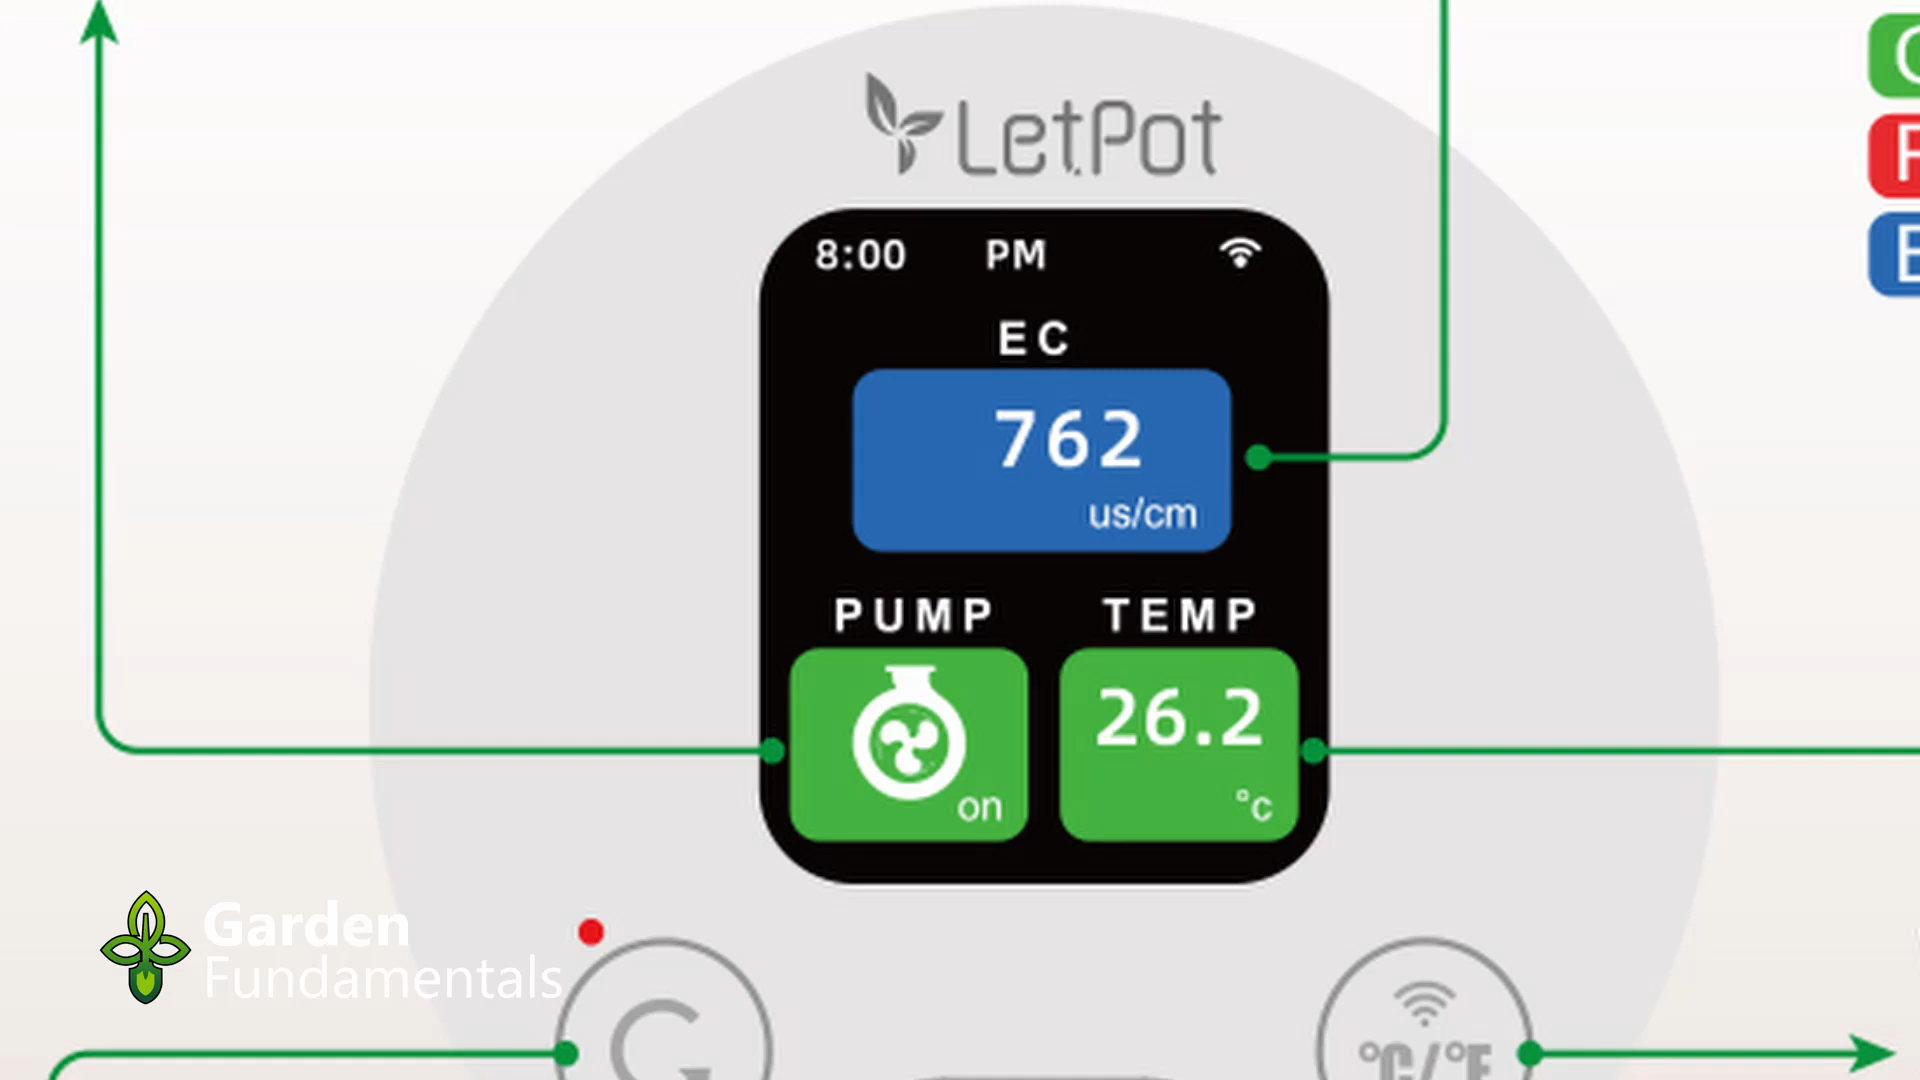 LetPot
8:00 PM
EC
762
us/cm
PUMP TEMP
26.2
on °c
Garden
Fundamentals
°C/°F